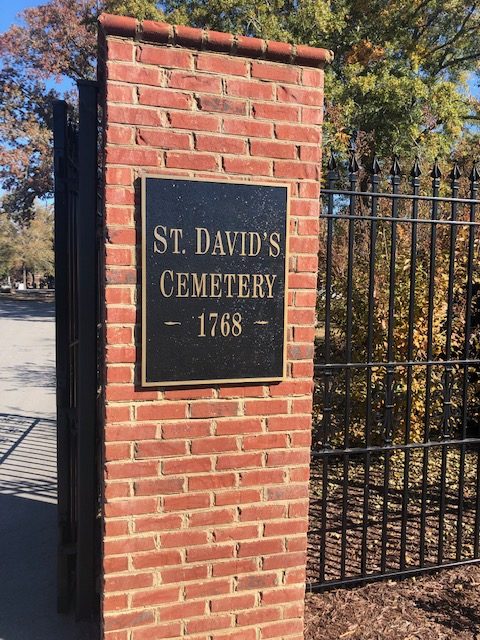 ST. DAVID'S
CEMETERY
– 1768 –